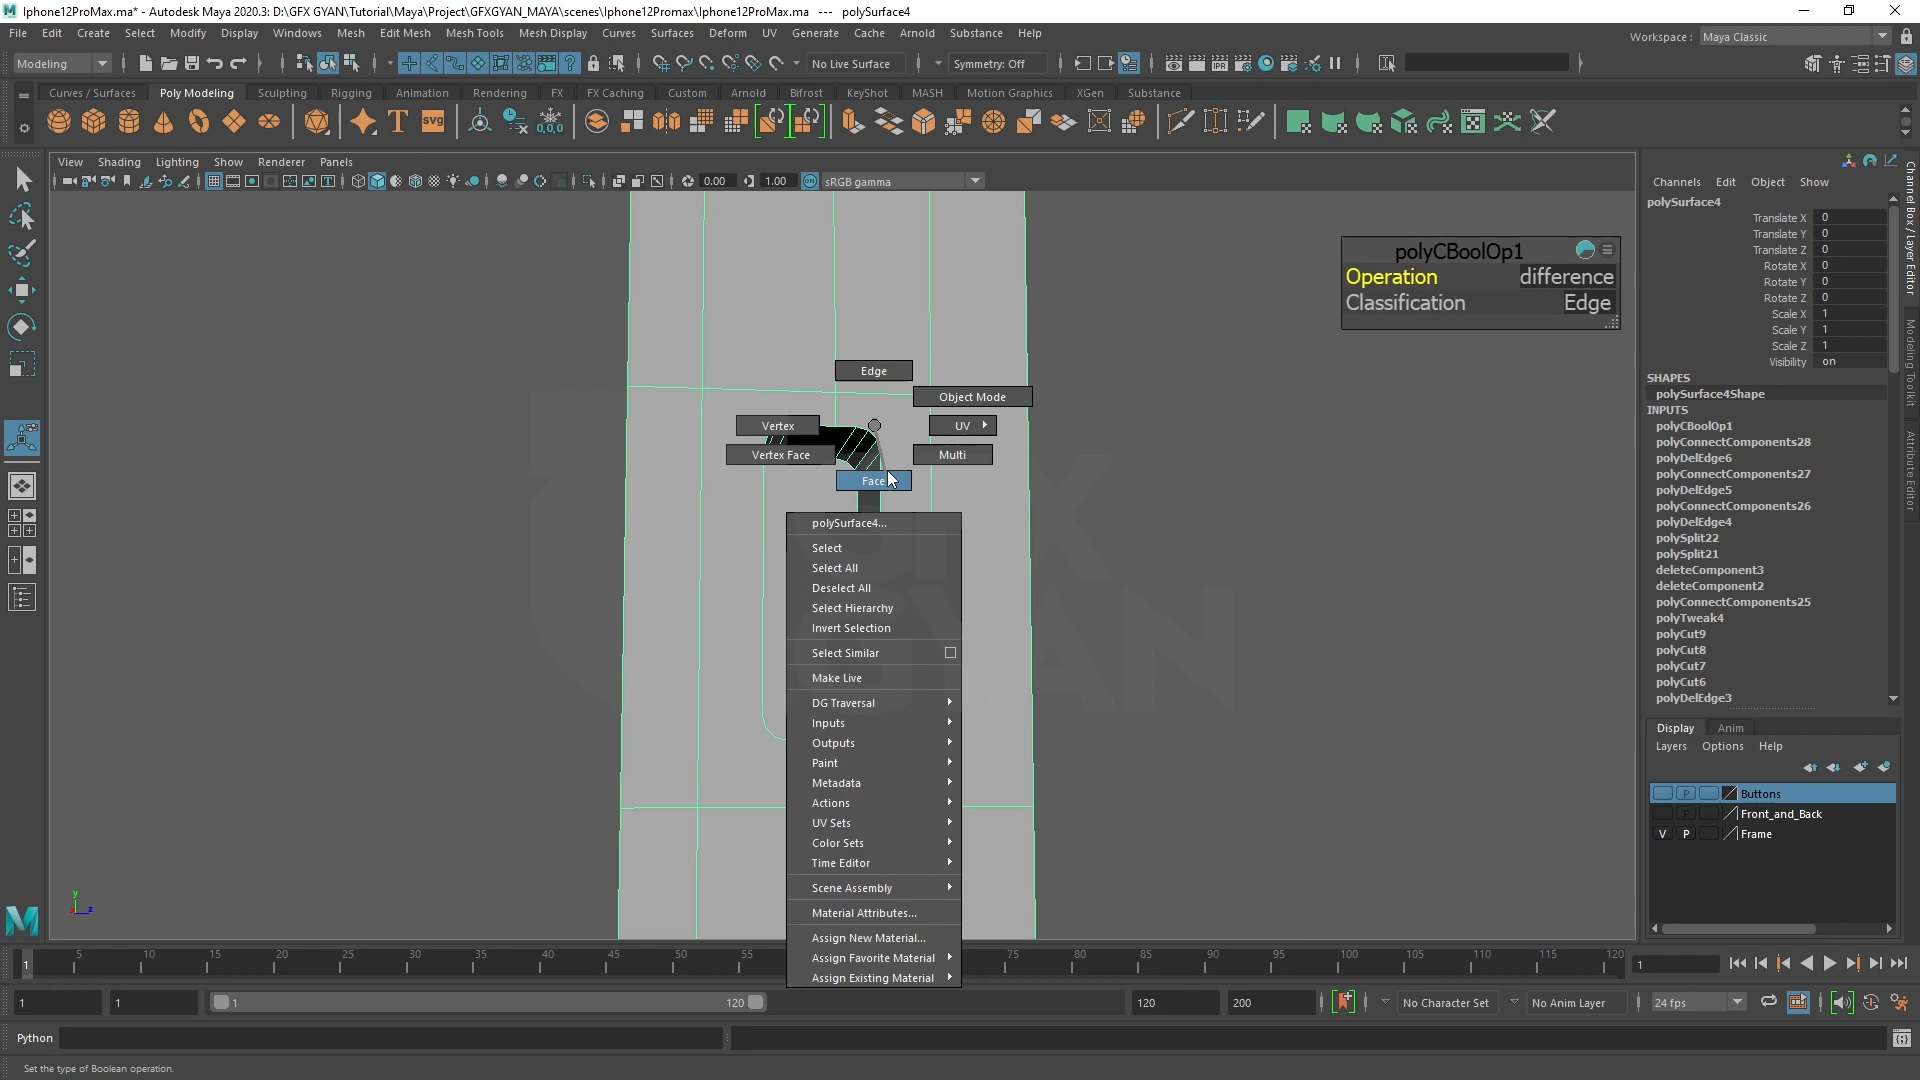 Iphone12ProMax.ma* - Autodesk Maya 2020.3: D:\GFX GYAN\Tutorial\Maya\Project\GFXGYAN_MAYA\scenes\Iphone12Promax\Iphone12ProMax.ma --- polySurface4
File Edit Create Select Modify Display Windows Mesh Edit Mesh Mesh Tools Mesh Display Curves Surfaces Deform UV Generate Cache Arnold Substance Help
Workspace : Maya Classic
Modeling No Live Surface Symmetry: Off
Curves / Surfaces Poly Modeling Sculpting Rigging Animation Rendering FX FX Caching Custom Arnold Bifrost KeyShot MASH Motion Graphics XGen Substance
View Shading Lighting Show Renderer Panels
0.00 1.00 sRGB gamma
polyCBoolOp1
Operation difference
Classification Edge
Edge
Object Mode
Vertex
UV
Vertex Face
Multi
Face
polySurface4...
Select
Select All
Deselect All
Select Hierarchy
Invert Selection
Select Similar
Make Live
DG Traversal
Inputs
Outputs
Paint
Metadata
Actions
UV Sets
Color Sets
Time Editor
Scene Assembly
Material Attributes...
Assign New Material...
Assign Favorite Material
Assign Existing Material
GFX
GYAN
Channels Edit Object Show
polySurface4
Translate X 0
Translate Y 0
Translate Z 0
Rotate X 0
Rotate Y 0
Rotate Z 0
Scale X 1
Scale Y 1
Scale Z 1
Visibility on
SHAPES
polySurface4Shape
INPUTS
polyCBoolOp1
polyConnectComponents28
polyDelEdge6
polyConnectComponents27
polyDelEdge5
polyConnectComponents26
polyDelEdge4
polySplit22
polySplit21
deleteComponent3
deleteComponent2
polyConnectComponents25
polyTweak4
polyCut9
polyCut8
polyCut7
polyCut6
polyDelEdge3
Channel Box / Layer Editor
Modeling Toolkit
Attribute Editor
Display Anim
Layers Options Help
P Buttons
P Front_and_Back
V P Frame
y
z
1 5 10 15 20 25 30 35 40 45 50 55 75 80 85 90 95 100 105 110 115 120 1
1 1 1 120 120 200 No Character Set No Anim Layer 24 fps
Python
Set the type of Boolean operation.